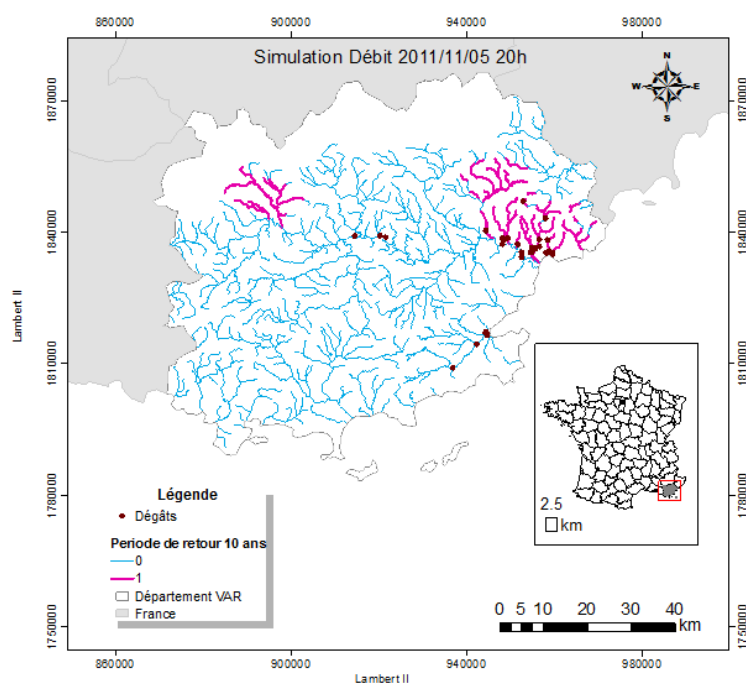 860000
900000
940000
980000
Simulation Débit 2011/11/05 20h
N
W
E
S
1870000
1870000
1840000
1840000
Lambert II
1810000
1810000
1780000
1780000
1750000
1750000
Légende
Dégâts
Periode de retour 10 ans
0
1
Département VAR
France
2.5
km
0 5 10 20 30 40
km
860000
900000
940000
980000
Lambert II